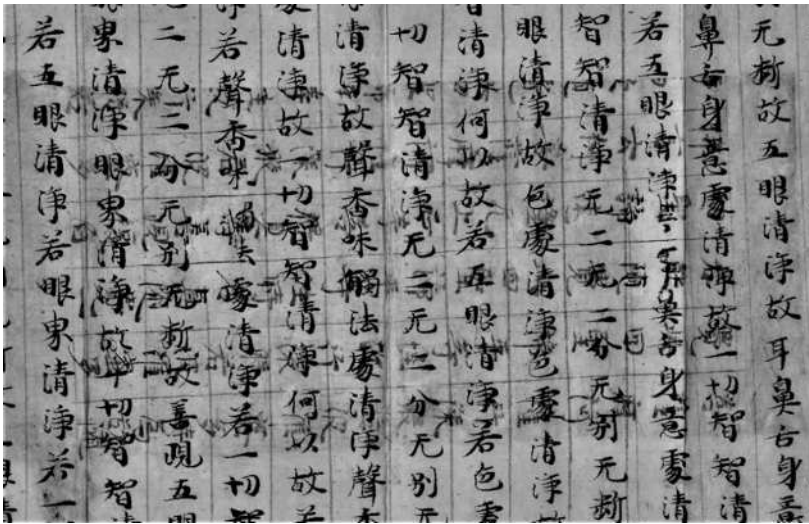 无断故五眼清淨故耳鼻舌身意
鼻舌身意處清淨故一切智智清
若五眼清淨若耳鼻舌身意處清
智智清淨无二无二分无別无断
眼清淨故色處清淨色處清淨故
清淨何以故若五眼清淨若色處
切智智清淨无二无二分无別无
清淨故聲香味觸法處清淨聲香
清淨故一切智智清淨何以故若
若聲香味觸法處清淨若一切智
二无二分无別无断故善現五眼
眼界清淨眼界清淨故一切智智清
若五眼清淨若眼界清淨若一